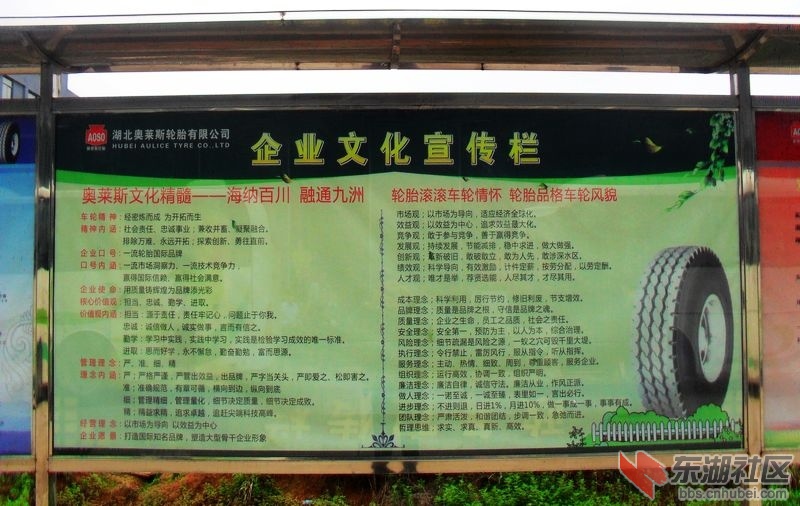 AOSO
湖北奥莱斯轮胎有限公司
HUBEI AULICE TYRE CO.,LTD
企业文化宣传栏
奥莱斯文化精髓——海纳百川 融通九洲
车轮精神：经密炼而成 为开拓而生
精神内涵：社会责任、忠诚事业；兼收并蓄、凝聚融合。
排除万难、永远开拓；探索创新、勇往直前。
企业口号：一流轮胎国际品牌
口号内涵：一流市场洞察力、一流技术竞争力，
赢得国际信赖、赢得社会满意。
企业使命：用质量铸辉煌为品牌添光彩
核心价值观：担当、忠诚、勤学、进取。
价值观内涵：担当：源于责任，责任牢记心，问题止于我们。
忠诚：诚信做人，诚实做事，言而有信之。
勤学：学习中实践，实践中学习，实践是检验学习成效的唯一标准。
进取：思而好学，永不懈怠，勤奋勤勉，富而思源。
管理理念：严、准、细、精
理念内涵：严：严格严谨，严管出效益，出品牌，严字当关头，严即爱之、松即害之。
准：准确规范，有章可循，横向到边，纵向到底
细：管理精细，管理量化，细节决定质量，细节决定成败。
精：精益求精，追求卓越，追赶尖端科技高峰。
经营理念：以市场为导向 以效益为中心
企业愿景：打造国际知名品牌，塑造大型骨干企业形象
轮胎滚滚车轮情怀 轮胎品格车轮风貌
市场观；以市场为导向，适应经济全球化。
效益观；以效益为中心，追求效益最大化。
竞争观；敢于参与竞争，善于赢得竞争。
发展观；持续发展，节能减排，稳中求进，做大做强。
创新观；敢新破旧，敢破敢立，敢为人先，敢涉深水区。
绩效观；科学导向，有效激励，计件定薪，按劳分配，以劳定酬。
人才观；唯才是举，荐贤选能，人尽其才，才尽其用。
成本理念；科学利用，厉行节约，修旧利废，节支增效。
品牌理念；质量是品牌之根，守信是品牌之魂。
质量理念；企业之生命，员工之品质，社会之责任。
安全理念；安全第一，预防为主，以人为本，综合治理。
风险理念；细节疏漏是风险之源，一蚁之穴可毁千里大堤。
执行理念；令行禁止，雷厉风行，服从指令，听从指挥。
服务理念；主动、热情、细致、周到，尊重顾客，服务企业。
组织理念；运行高效，协调一致，组织严明。
廉洁理念；廉洁自律，诚信守法，廉洁从业，作风正派。
做人理念；一诺至诚，一诚至臻，表里如一，言出必行。
进步理念；不进则退，日进1%，月进10%，做一事成一事，事事有成。
团队理念；严肃活泼，和谐团结，步调一致，急弛而进。
哲理思维；求实、求真、真新、高效。
东湖社区
bbs.cnhubei.com